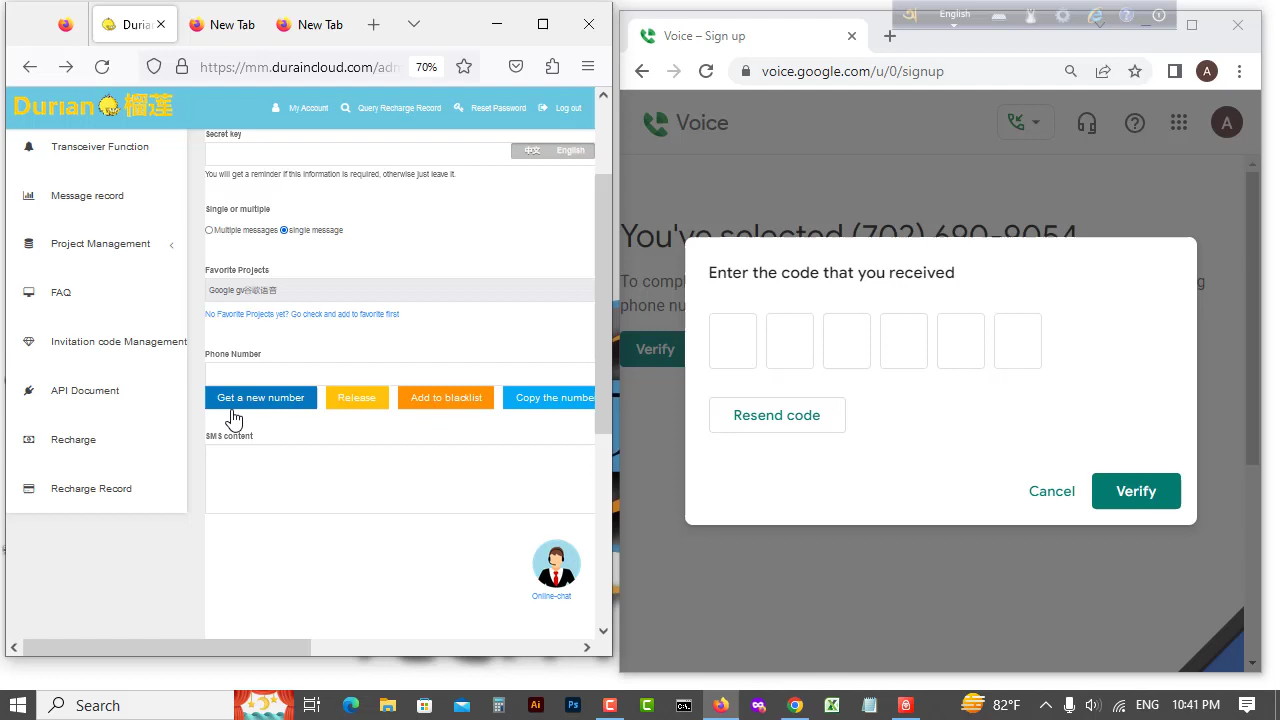 Duria
New Tab
New Tab
https://mm.duraincloud.com/adn
70%
Durian 榴莲
My Account
Query Recharge Record
Reset Password
Log out
Transceiver Function
Message record
Project Management
FAQ
Invitation code Management
API Document
Recharge
Recharge Record
Secret key
中文 English
You will get a reminder if this information is required, otherwise just leave it.
Single or multiple
Multiple messages single message
Favorite Projects
Google gv谷歌语音
No Favorite Projects yet? Go check and add to favorite first
Phone Number
Get a new number
Release
Add to blacklist
Copy the numbe
SMS content
Online-chat
English
Voice – Sign up
voice.google.com/u/0/signup
A
Voice
A
You've selected (702) 690-9054
To compl
ing
phone nu
Verify
Enter the code that you received
Resend code
Cancel
Verify
Search
Ai
Ps
82°F
ENG
10:41 PM